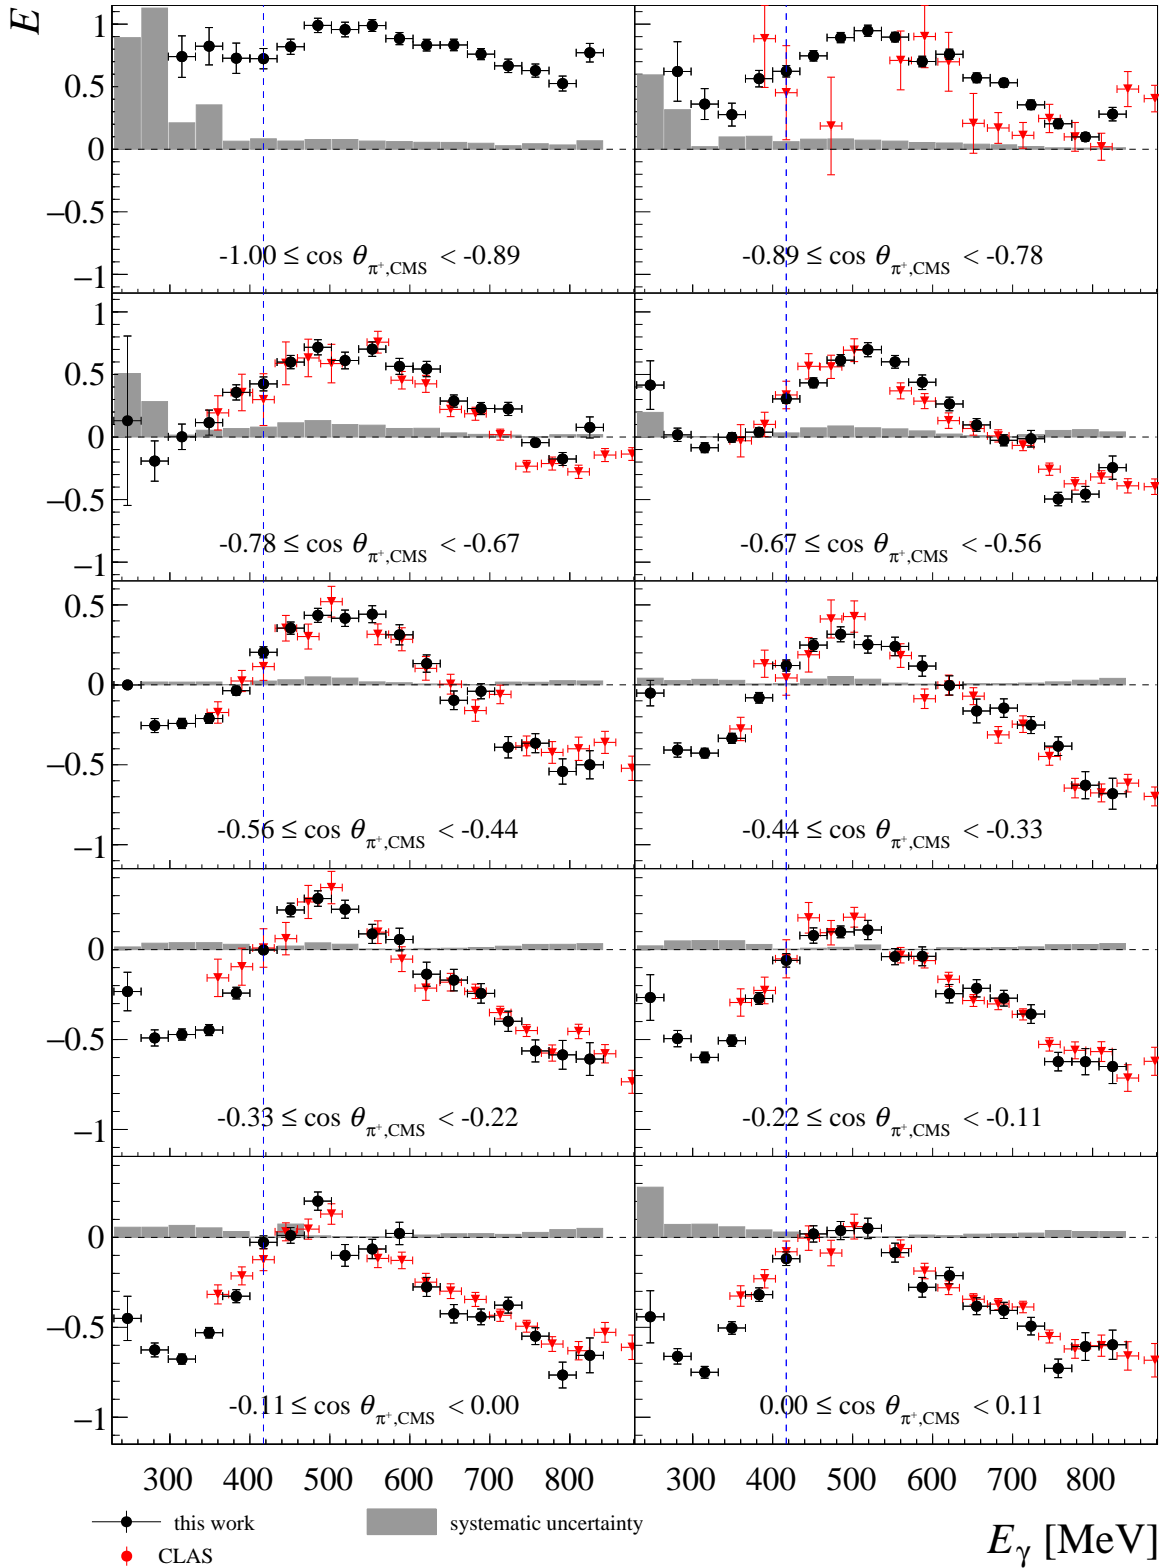 E
1
0.5
0
−0.5
−1
-1.00 ≤ cos θπ⁺,CMS < -0.89
-0.89 ≤ cos θπ⁺,CMS < -0.78
1
0.5
0
−0.5
−1
-0.78 ≤ cos θπ⁺,CMS < -0.67
-0.67 ≤ cos θπ⁺,CMS < -0.56
0.5
0
−0.5
−1
-0.56 ≤ cos θπ⁺,CMS < -0.44
-0.44 ≤ cos θπ⁺,CMS < -0.33
0
−0.5
−1
-0.33 ≤ cos θπ⁺,CMS < -0.22
-0.22 ≤ cos θπ⁺,CMS < -0.11
0
−0.5
−1
-0.11 ≤ cos θπ⁺,CMS < 0.00
0.00 ≤ cos θπ⁺,CMS < 0.11
300 400 500 600 700 800 300 400 500 600 700 800
this work
systematic uncertainty
CLAS
Eγ [MeV]